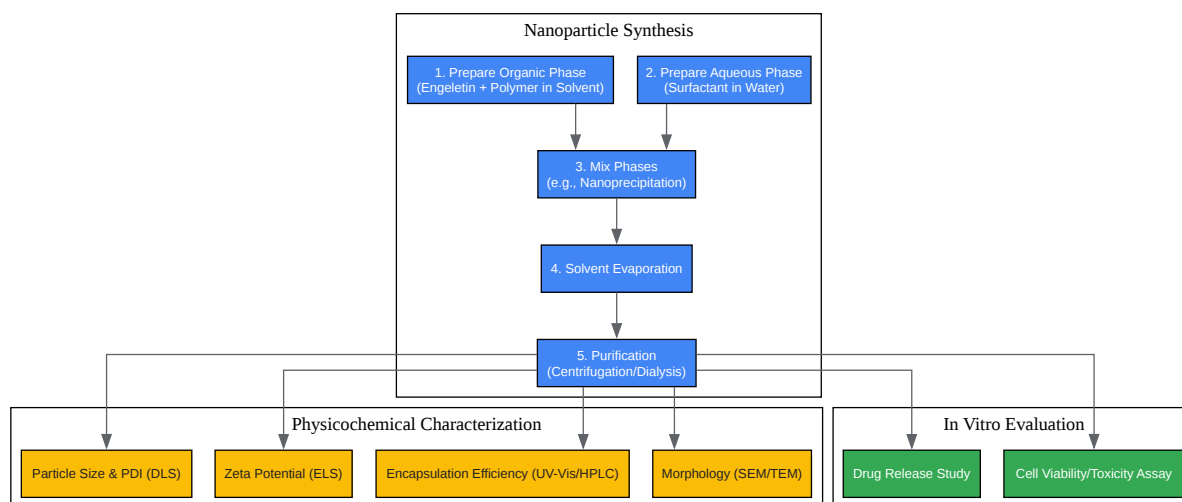 Nanoparticle Synthesis
1. Prepare Organic Phase
(Engeletin + Polymer in Solvent)
2. Prepare Aqueous Phase
(Surfactant in Water)
3. Mix Phases
(e.g., Nanoprecipitation)
4. Solvent Evaporation
5. Purification
(Centrifugation/Dialysis)
Physicochemical Characterization
Particle Size & PDI (DLS)
Zeta Potential (ELS)
Encapsulation Efficiency (UV-Vis/HPLC)
Morphology (SEM/TEM)
In Vitro Evaluation
Drug Release Study
Cell Viability/Toxicity Assay